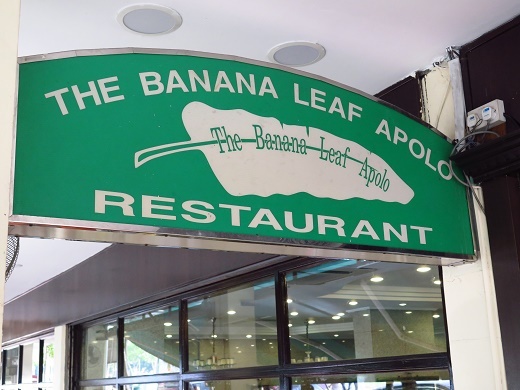 THE BANANA LEAF APOLO
The Banana Leaf Apolo
RESTAURANT